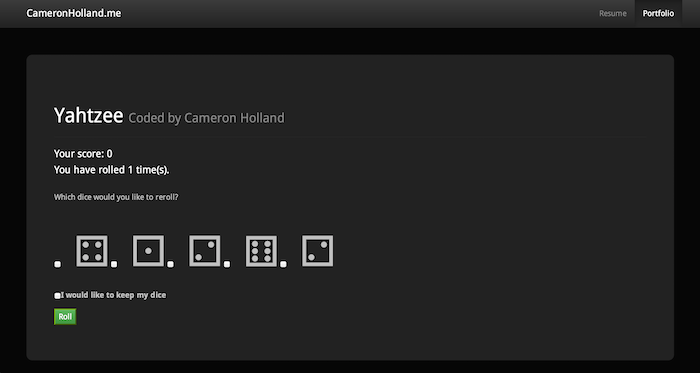 CameronHolland.me Resume Portfolio
Yahtzee Coded by Cameron Holland
Your score: 0
You have rolled 1 time(s).
Which dice would you like to reroll?
I would like to keep my dice
Roll